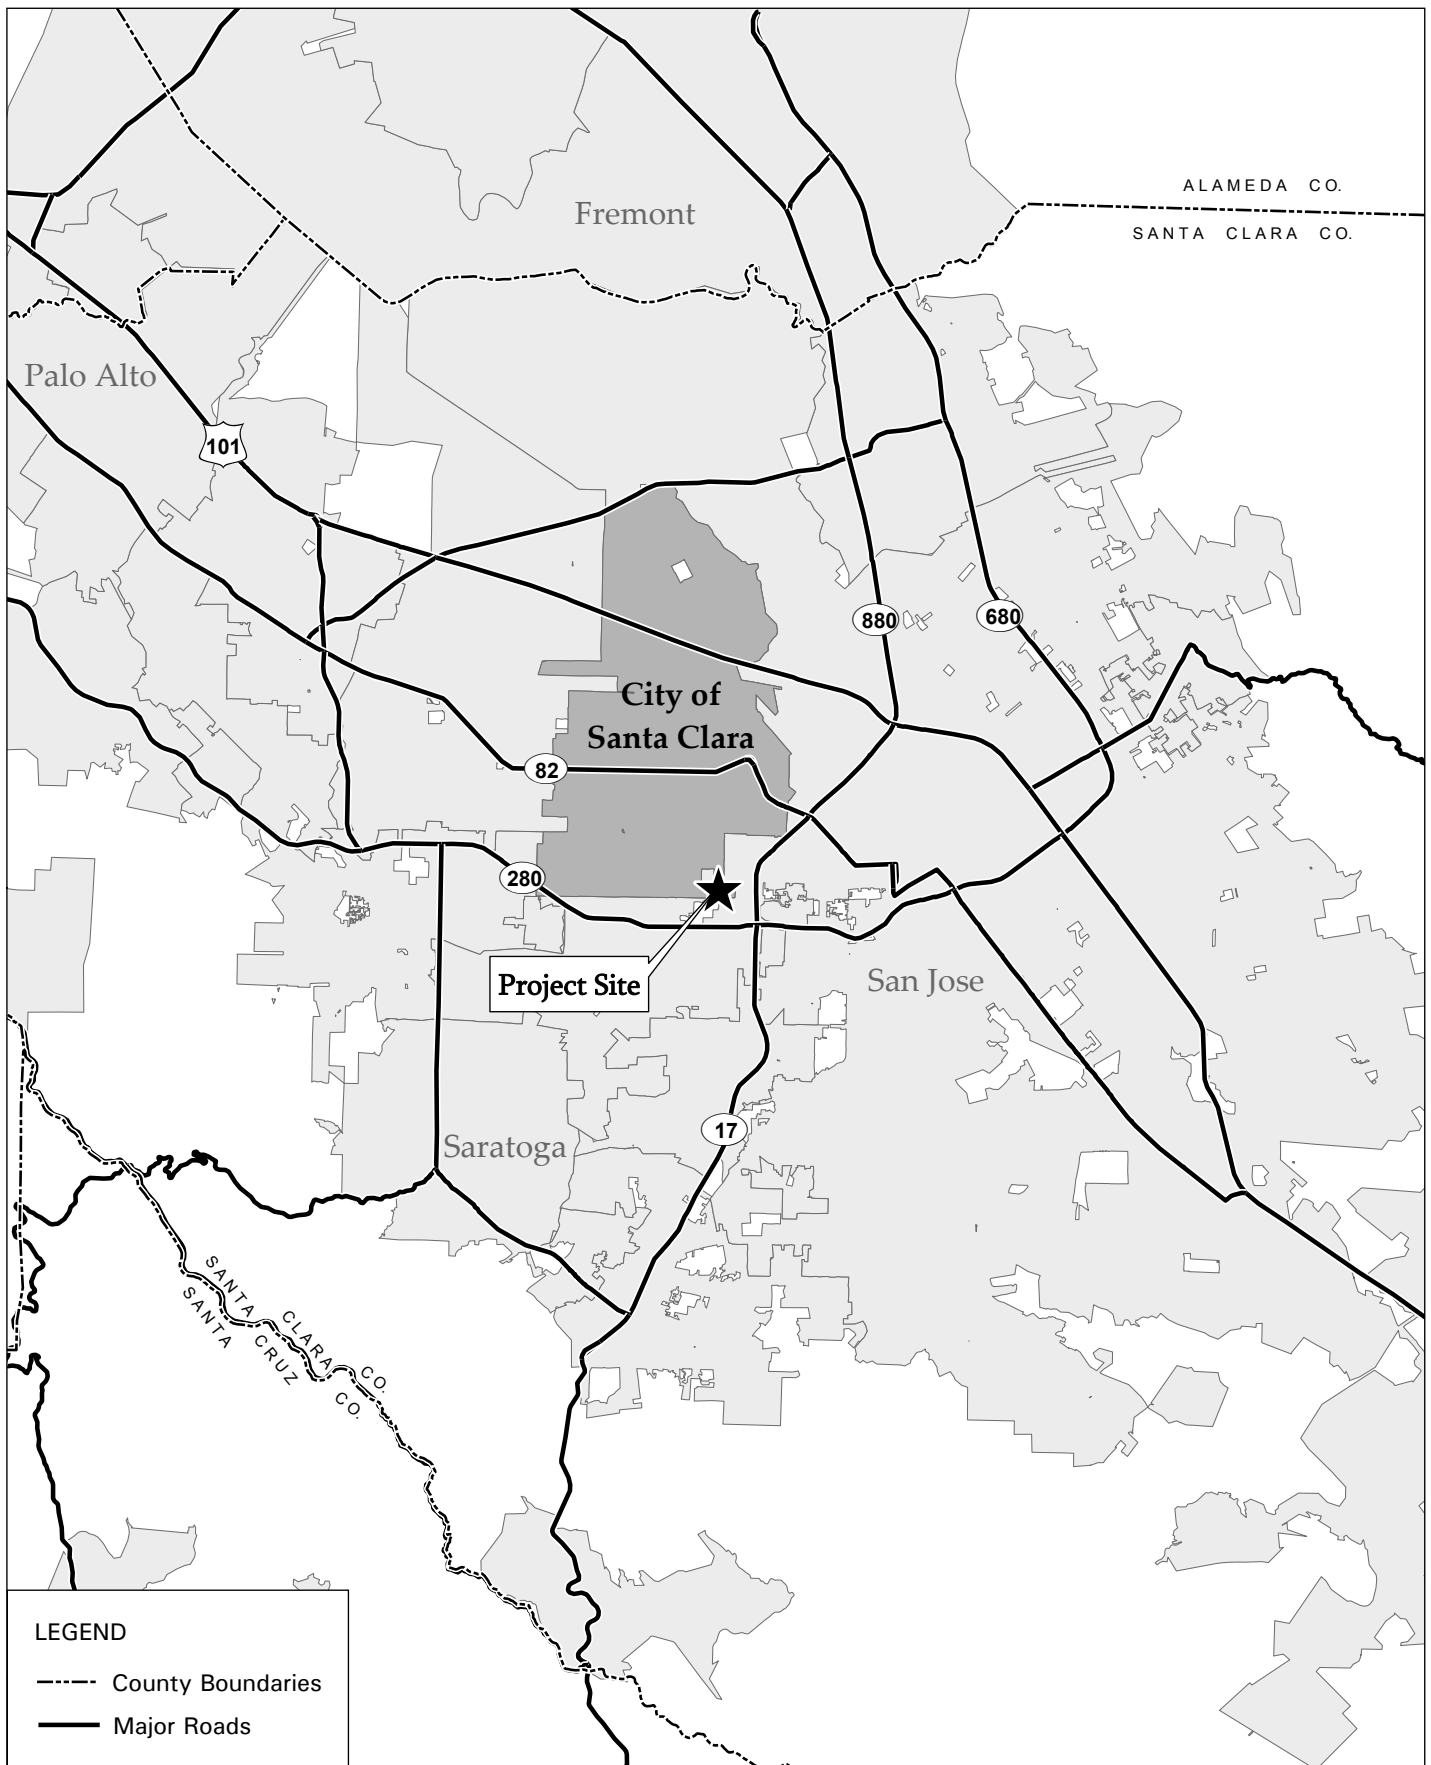 ALAMEDA CO.
SANTA CLARA CO.
Fremont
Palo Alto
101
880
680
City of
Santa Clara
82
280
Project Site
San Jose
17
Saratoga
SANTA CLARA CO.
SANTA CRUZ CO.
LEGEND
County Boundaries
Major Roads